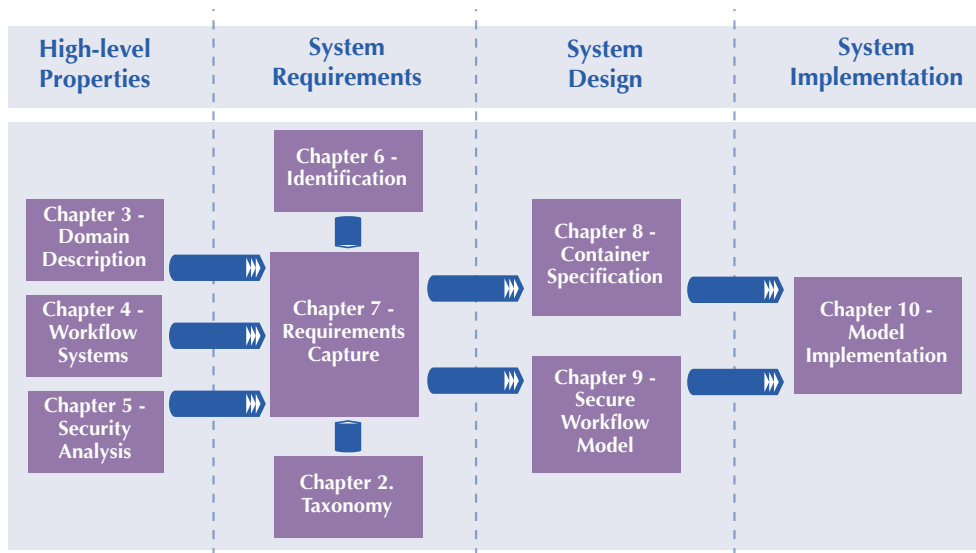 High-level
Properties
System
Requirements
System
Design
System
Implementation
Chapter 3 -
Domain
Description
Chapter 4 -
Workflow
Systems
Chapter 5 -
Security
Analysis
Chapter 6 -
Identification
Chapter 7 -
Requirements
Capture
Chapter 2.
Taxonomy
Chapter 8 -
Container
Specification
Chapter 9 -
Secure
Workflow
Model
Chapter 10 -
Model
Implementation